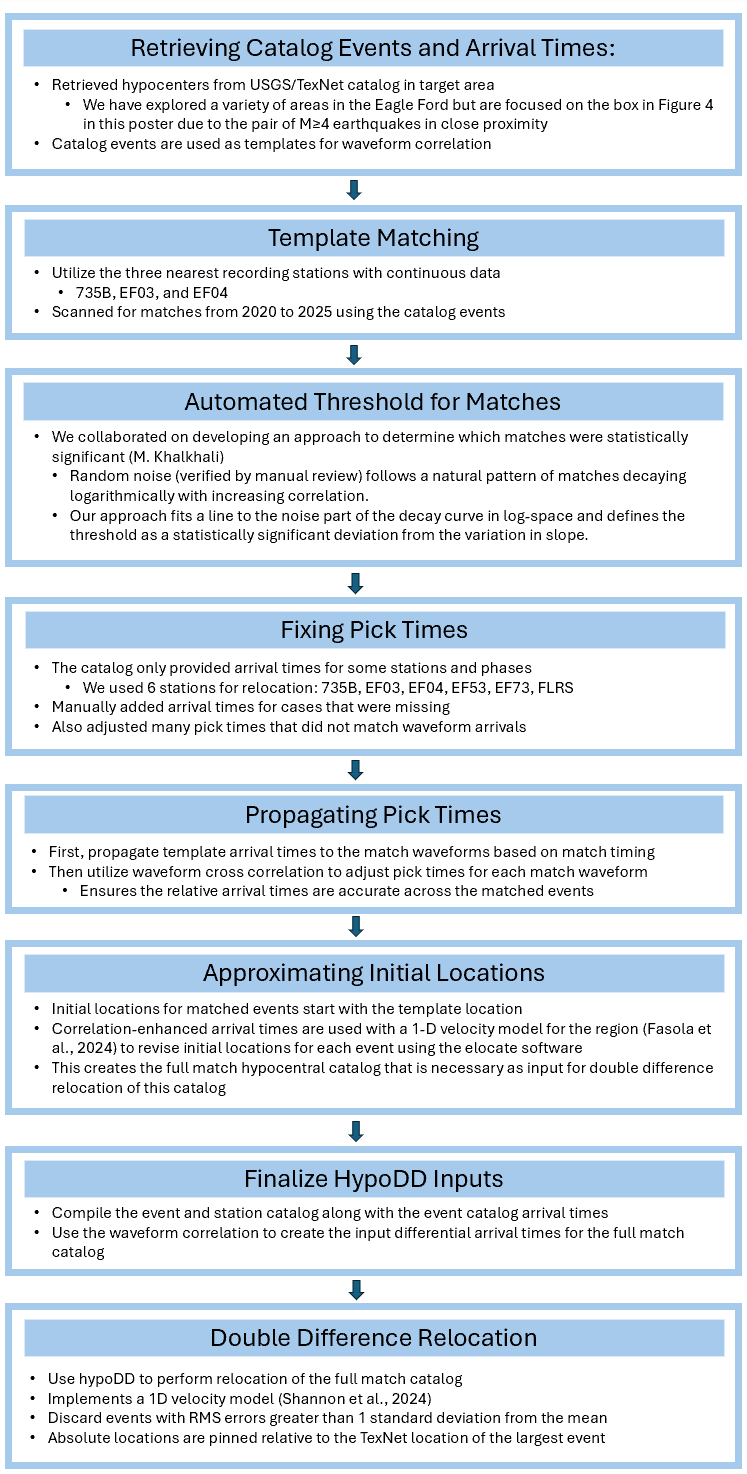 Retrieving Catalog Events and Arrival Times:
• Retrieved hypocenters from USGS/TexNet catalog in target area
• We have explored a variety of areas in the Eagle Ford but are focused on the box in Figure 4
in this poster due to the pair of M≥4 earthquakes in close proximity
• Catalog events are used as templates for waveform correlation
Template Matching
• Utilize the three nearest recording stations with continuous data
• 735B, EF03, and EF04
• Scanned for matches from 2020 to 2025 using the catalog events
Automated Threshold for Matches
• We collaborated on developing an approach to determine which matches were statistically
significant (M. Khalkhali)
• Random noise (verified by manual review) follows a natural pattern of matches decaying
logarithmically with increasing correlation.
• Our approach fits a line to the noise part of the decay curve in log-space and defines the
threshold as a statistically significant deviation from the variation in slope.
Fixing Pick Times
• The catalog only provided arrival times for some stations and phases
• We used 6 stations for relocation: 735B, EF03, EF04, EF53, EF73, FLRS
• Manually added arrival times for cases that were missing
• Also adjusted many pick times that did not match waveform arrivals
Propagating Pick Times
• First, propagate template arrival times to the match waveforms based on match timing
• Then utilize waveform cross correlation to adjust pick times for each match waveform
• Ensures the relative arrival times are accurate across the matched events
Approximating Initial Locations
• Initial locations for matched events start with the template location
• Correlation-enhanced arrival times are used with a 1-D velocity model for the region (Fasola et
al., 2024) to revise initial locations for each event using the elocate software
• This creates the full match hypocentral catalog that is necessary as input for double difference
relocation of this catalog
Finalize HypoDD Inputs
• Compile the event and station catalog along with the event catalog arrival times
• Use the waveform correlation to create the input differential arrival times for the full match
catalog
Double Difference Relocation
• Use hypoDD to perform relocation of the full match catalog
• Implements a 1D velocity model (Shannon et al., 2024)
• Discard events with RMS errors greater than 1 standard deviation from the mean
• Absolute locations are pinned relative to the TexNet location of the largest event